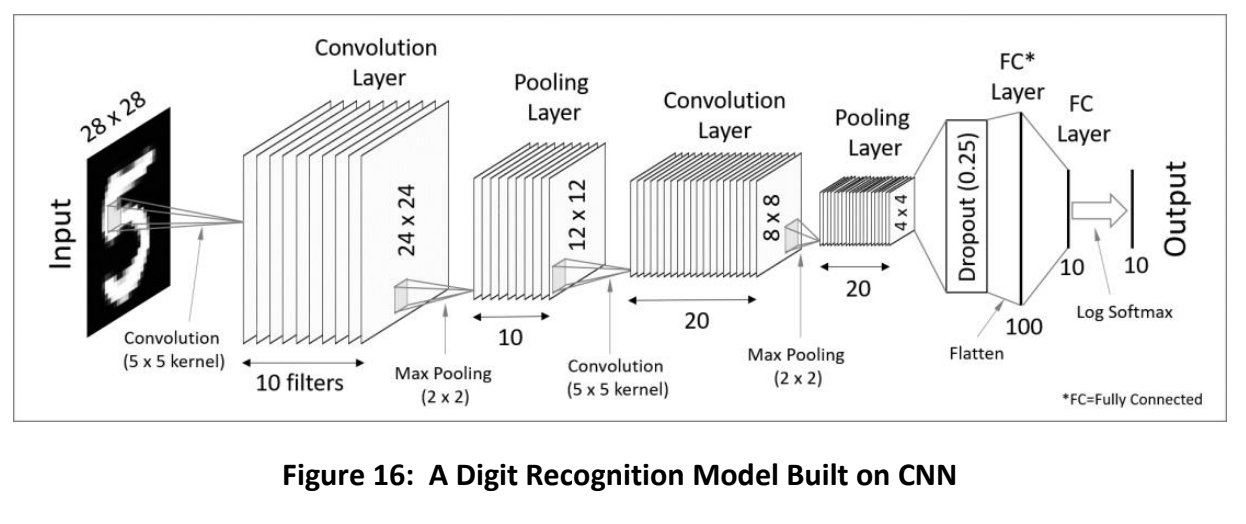 Input
28 x 28
Convolution
(5 x 5 kernel)
Convolution
Layer
24 x 24
10 filters
Max Pooling
(2 x 2)
Pooling
Layer
12 x 12
10
Convolution
(5 x 5 kernel)
Convolution
Layer
8 x 8
20
Max Pooling
(2 x 2)
Pooling
Layer
4 x 4
20
Dropout (0.25)
Flatten
FC*
Layer
100
FC
Layer
10
Log Softmax
10
Output
*FC=Fully Connected
Figure 16: A Digit Recognition Model Built on CNN